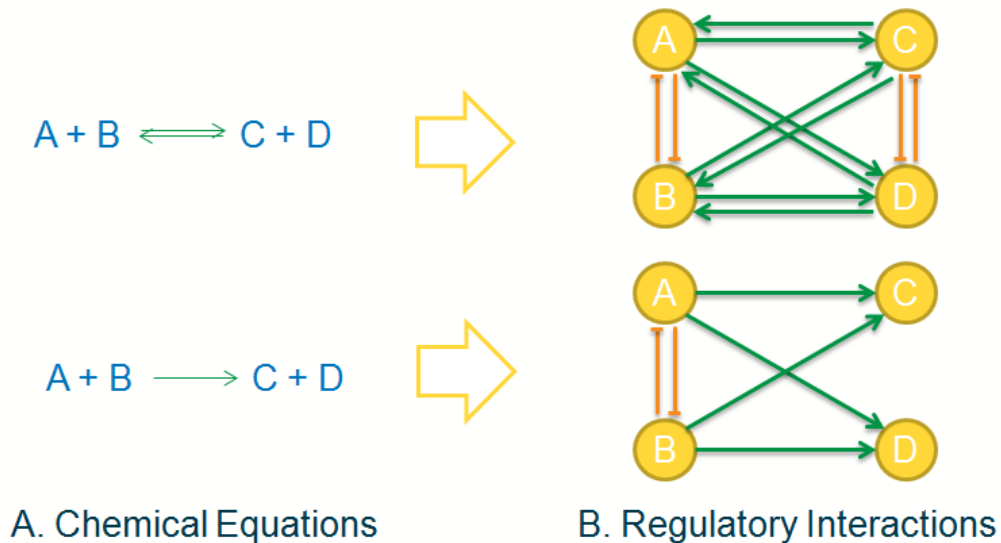 A C
A + B C + D
B D
A C
A + B C + D
B D
A. Chemical Equations B. Regulatory Interactions